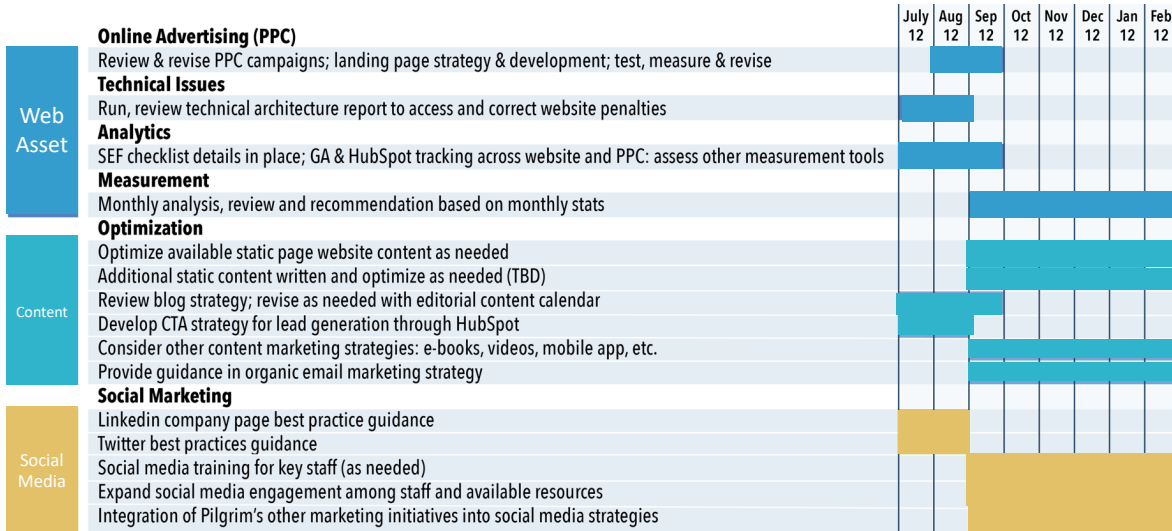 July Aug Sep Oct Nov Dec Jan Feb
12 12 12 12 12 12 12 12
Online Advertising (PPC)
Review & revise PPC campaigns; landing page strategy & development; test, measure & revise
Technical Issues
Web
Asset
Run, review technical architecture report to access and correct website penalties
Analytics
SEF checklist details in place; GA & HubSpot tracking across website and PPC: assess other measurement tools
Measurement
Monthly analysis, review and recommendation based on monthly stats
Optimization
Content
Optimize available static page website content as needed
Additional static content written and optimize as needed (TBD)
Review blog strategy; revise as needed with editorial content calendar
Develop CTA strategy for lead generation through HubSpot
Consider other content marketing strategies: e-books, videos, mobile app, etc.
Provide guidance in organic email marketing strategy
Social Marketing
Social
Media
Linkedin company page best practice guidance
Twitter best practices guidance
Social media training for key staff (as needed)
Expand social media engagement among staff and available resources
Integration of Pilgrim's other marketing initiatives into social media strategies